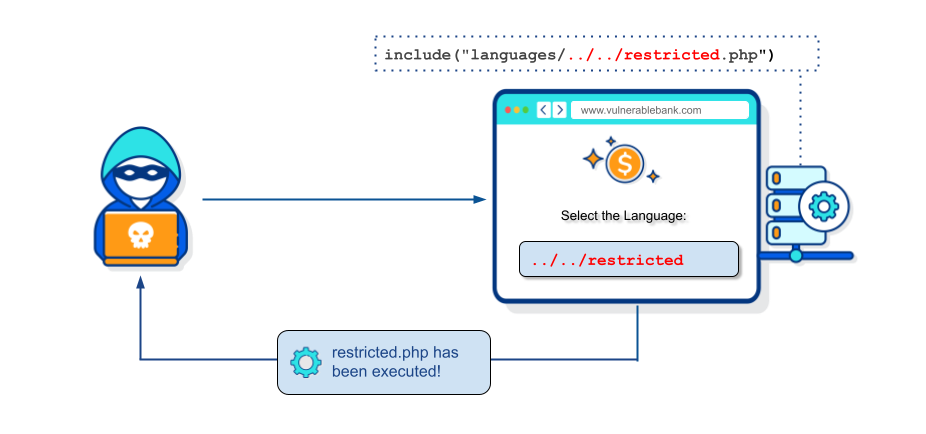 include("languages/../../restricted.php")
www.vulnerablebank.com
$
Select the Language:
../../restricted
restricted.php has
been executed!